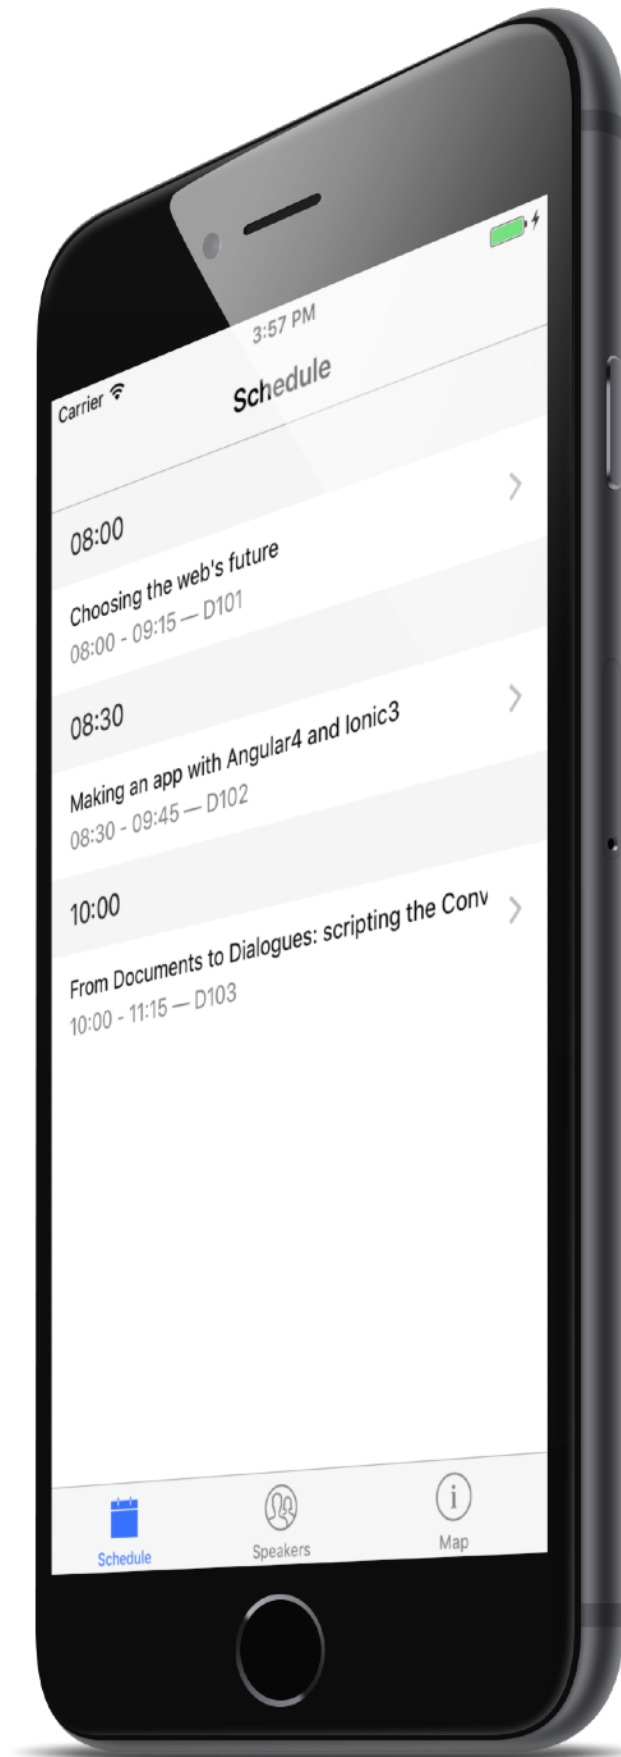 Carrier
3:57 PM
Schedule
08:00
Choosing the web's future
08:00 - 09:15 — D101
08:30
Making an app with Angular4 and Ionic3
08:30 - 09:45 — D102
10:00
From Documents to Dialogues: scripting the Conv
10:00 - 11:15 — D103
Schedule
Speakers
Map